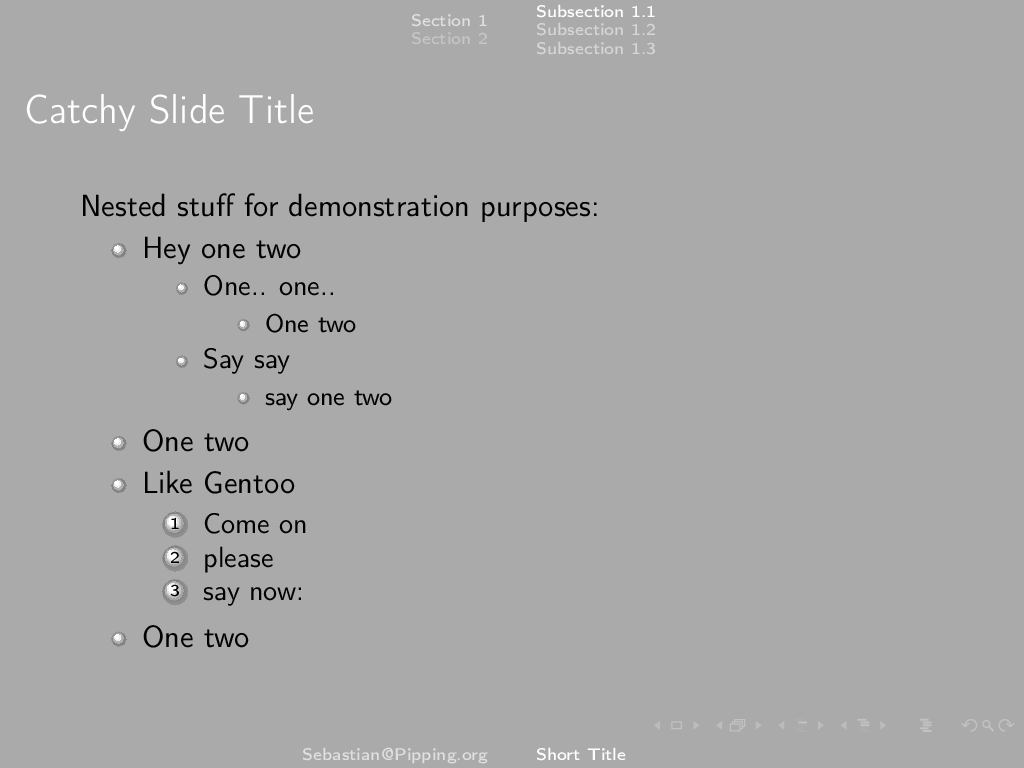 Section 1
Section 2
Subsection 1.1
Subsection 1.2
Subsection 1.3
Catchy Slide Title
Nested stuff for demonstration purposes:
Hey one two
One.. one..
One two
Say say
say one two
One two
Like Gentoo
1 Come on
2 please
3 say now:
One two
Sebastian@Pipping.org
Short Title